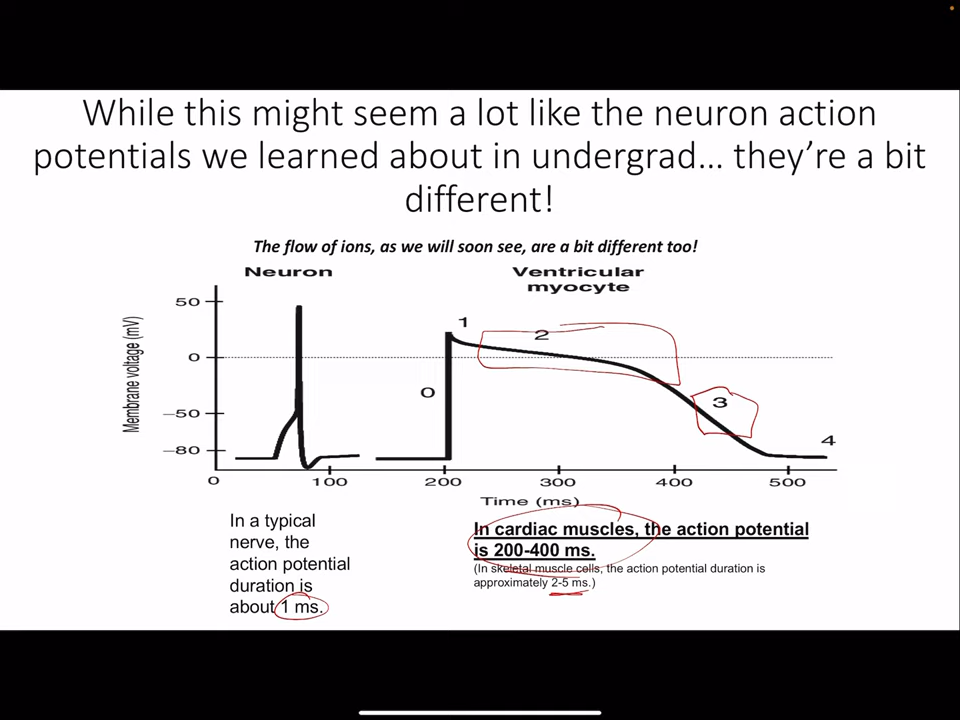 While this might seem a lot like the neuron action
potentials we learned about in undergrad… they’re a bit
different!
The flow of ions, as we will soon see, are a bit different too!
Neuron
Ventricular
myocyte
Membrane voltage (mV)
50
0
−50
−80
0
1
2
3
4
0
100
200
300
400
500
Time (ms)
In a typical
nerve, the
action potential
duration is
about 1 ms.
In cardiac muscles, the action potential
is 200-400 ms.
(In skeletal muscle cells, the action potential duration is
approximately 2-5 ms.)